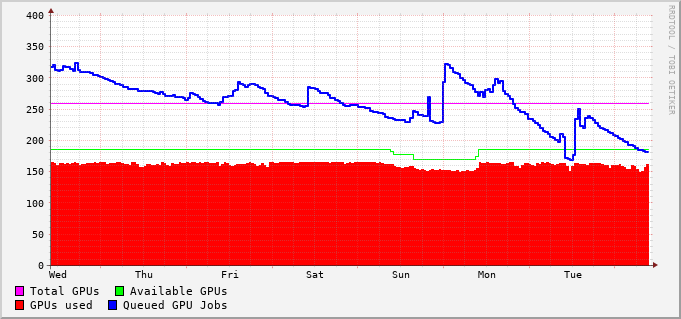 400
350
300
250
200
150
100
50
0
Wed Thu Fri Sat Sun Mon Tue
Total GPUs Available GPUs
GPUs used Queued GPU Jobs
RRDTOOL / TOBI OETIKER